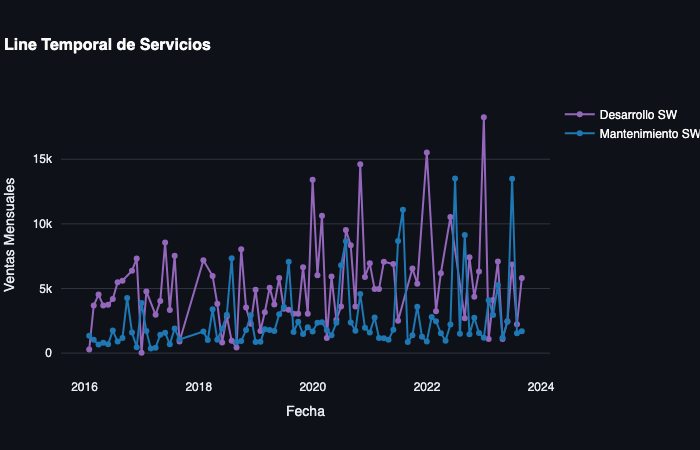 Line Temporal de Servicios
Desarrollo SW
Mantenimiento SW
Ventas Mensuales
15k
10k
5k
0
2016
2018
2020
2022
2024
Fecha